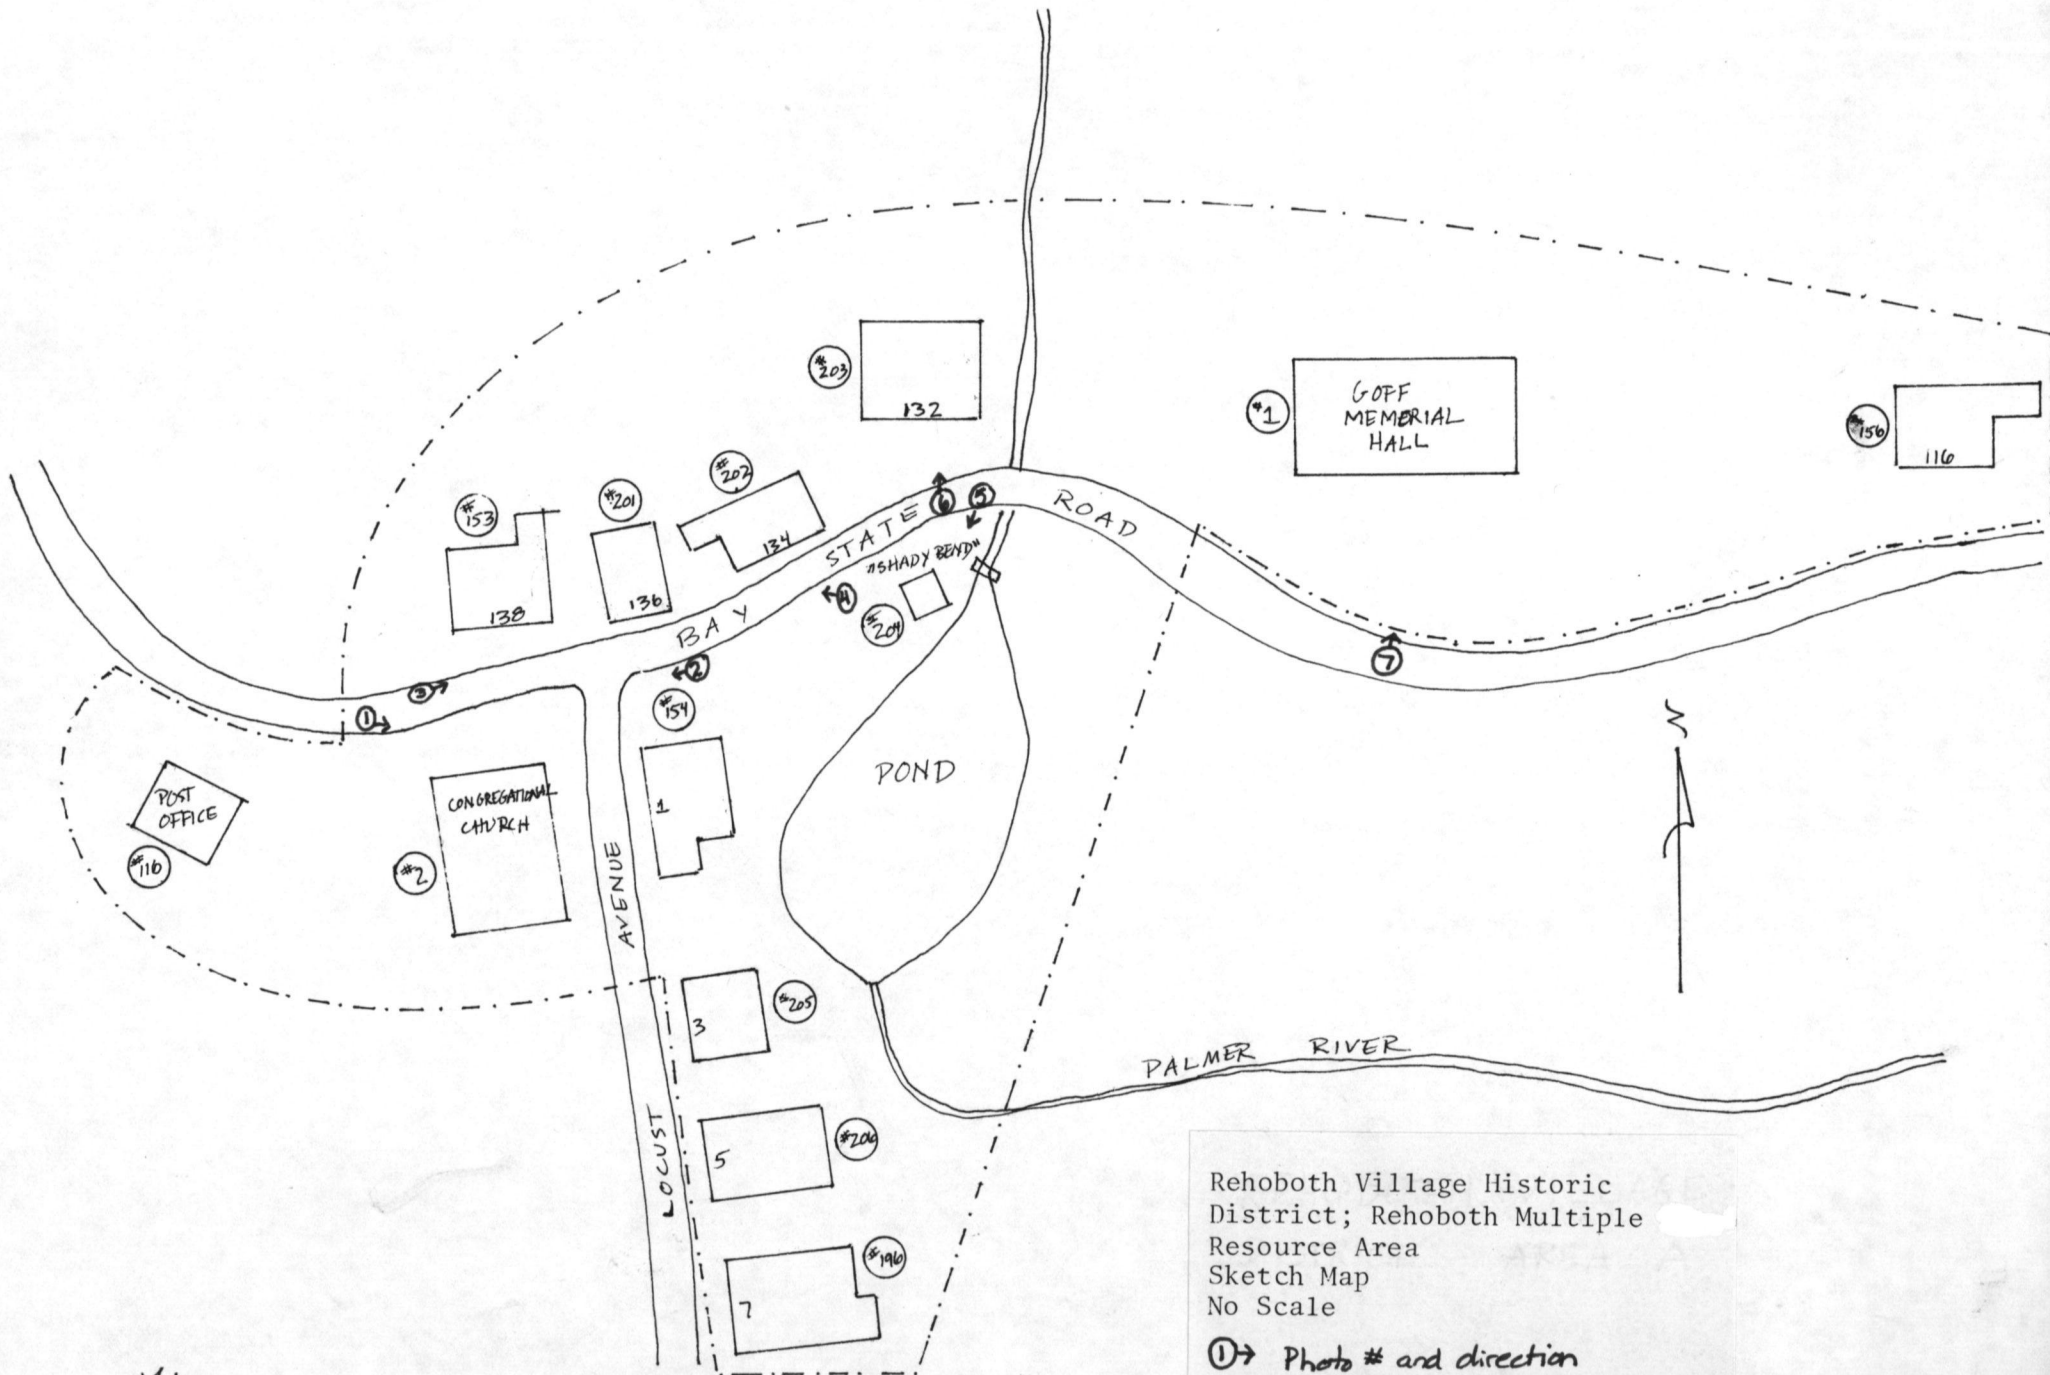 #203
132
#1
GOFF
MEMORIAL
HALL
#156
116
#153
138
#201
136
#202
134
6
5
BAY STATE ROAD
"SHADY BEND"
4
#204
7
N
3
1
2
#154
1
POST
OFFICE
#116
CONGREGATIONAL
CHURCH
#2
POND
LOCUST AVENUE
3
#205
5
#206
7
#196
PALMER RIVER
Rehoboth Village Historic
District; Rehoboth Multiple
Resource Area
Sketch Map
No Scale
1→ Photo # and direction